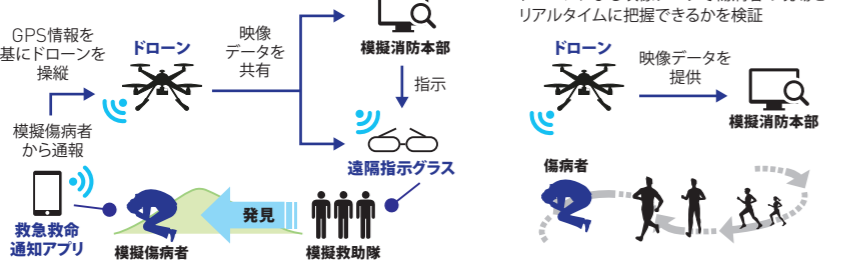 GPS情報を
基にドローンを
操縦
ドローン
映像
データを
共有
模擬消防本部
指示
模擬傷病者
から通報
遠隔指示グラス
救急救命
通知アプリ
模擬傷病者
発見
模擬救助隊
リアルタイムに把握できるかを検証
ドローン
映像データを
提供
模擬消防本部
傷病者